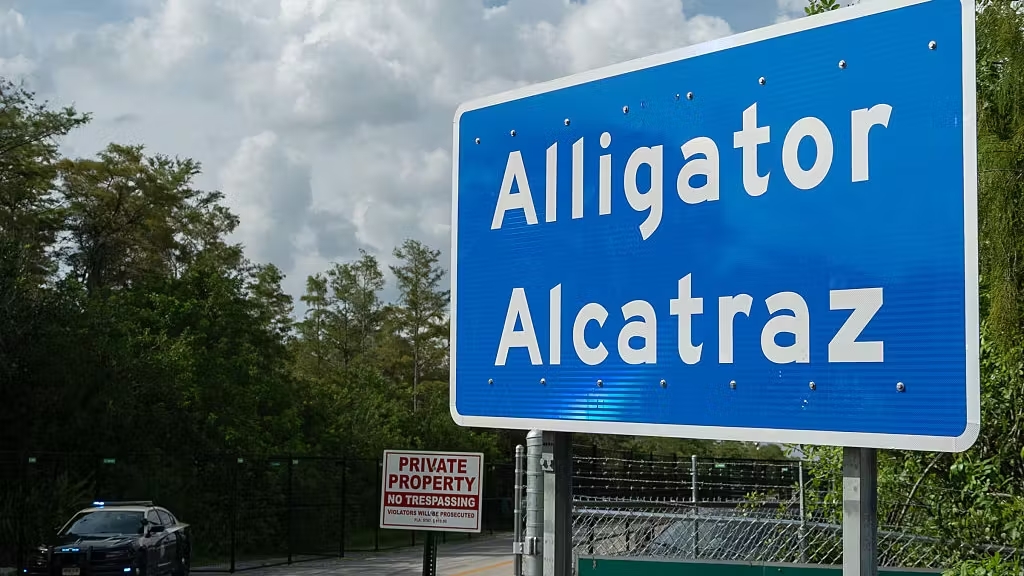 Alligator
Alcatraz
PRIVATE
PROPERTY
NO TRESPASSING
VIOLATORS WILL BE PROSECUTED